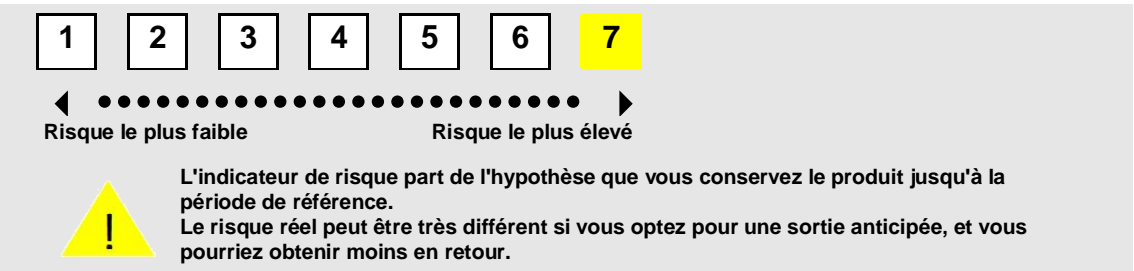 1 2 3 4 5 6 7
Risque le plus faible Risque le plus élevé
L'indicateur de risque part de l'hypothèse que vous conservez le produit jusqu'à la
période de référence.
Le risque réel peut être très différent si vous optez pour une sortie anticipée, et vous
pourriez obtenir moins en retour.
!